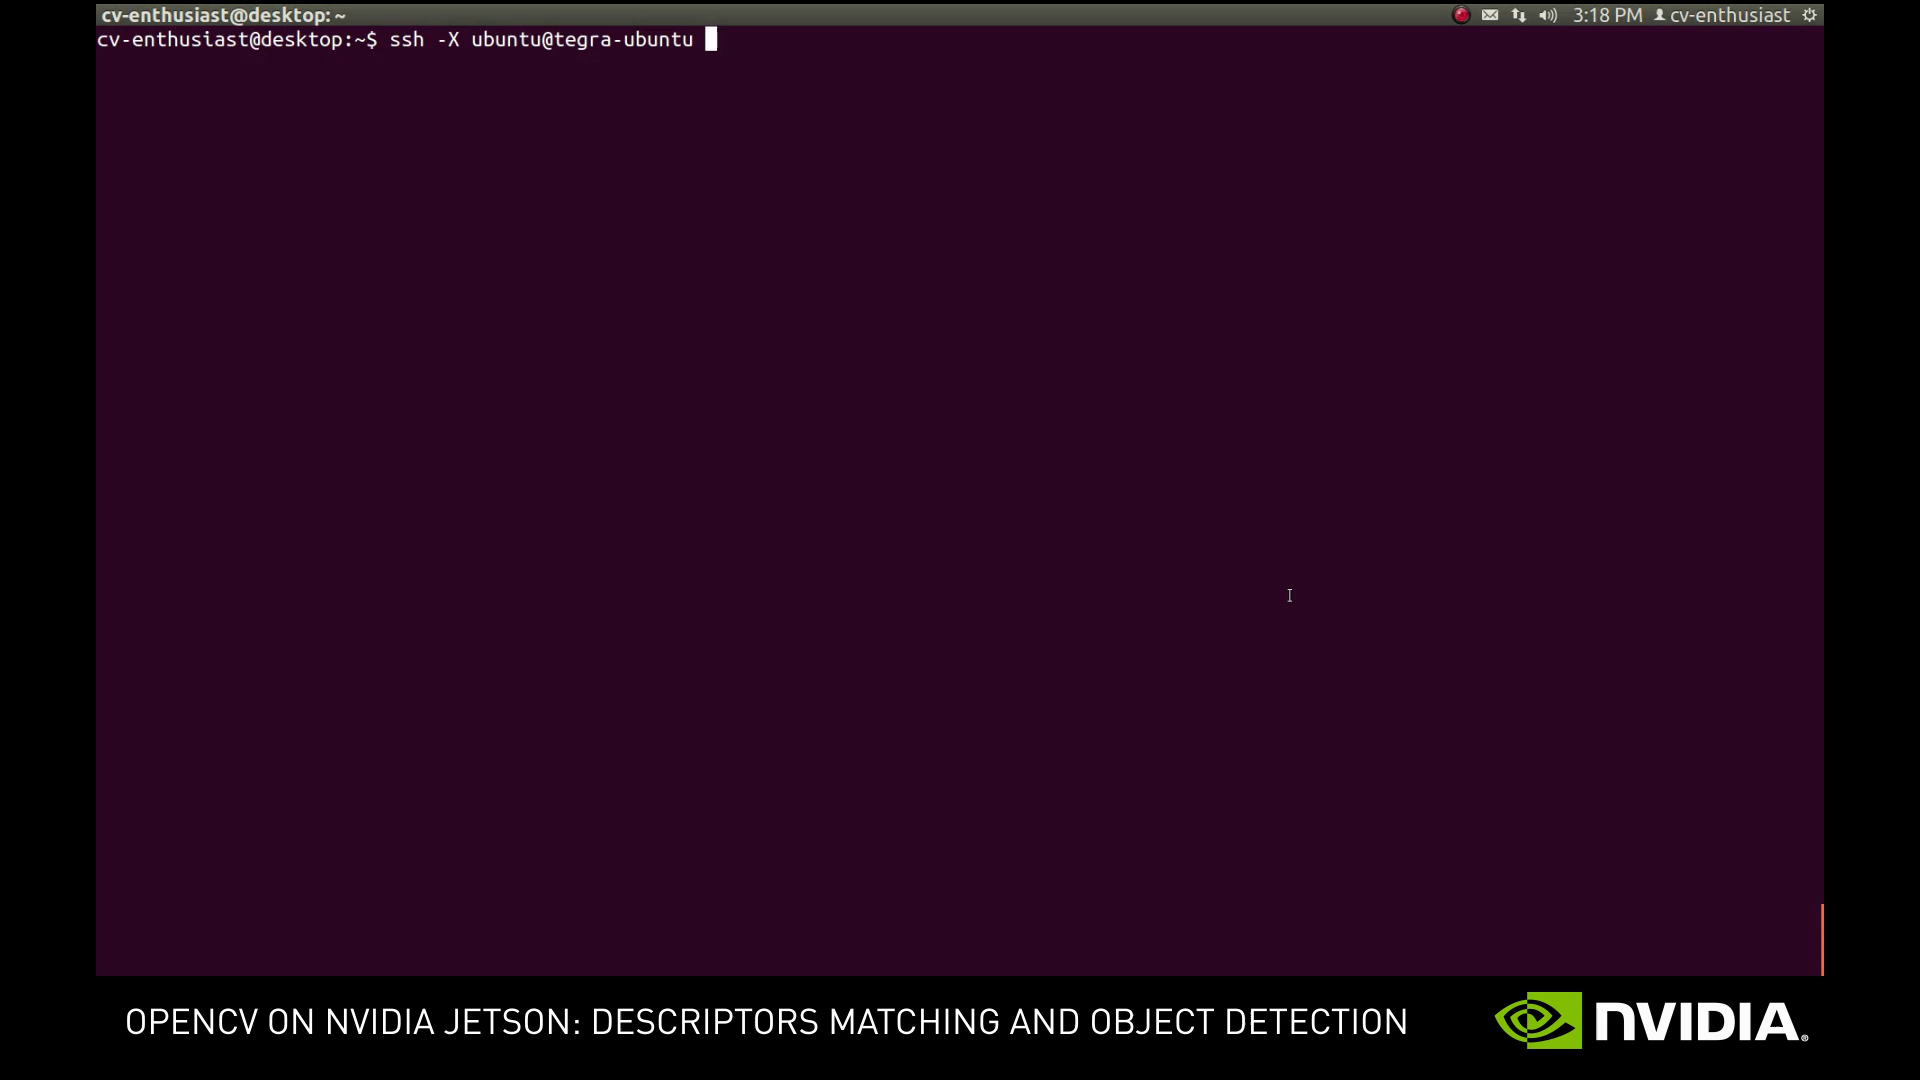 cv-enthusiast@desktop: ~
3:18 PM cv-enthusiast
cv-enthusiast@desktop:~$ ssh -X ubuntu@tegra-ubuntu
OPENCV ON NVIDIA JETSON: DESCRIPTORS MATCHING AND OBJECT DETECTION
NVIDIA®